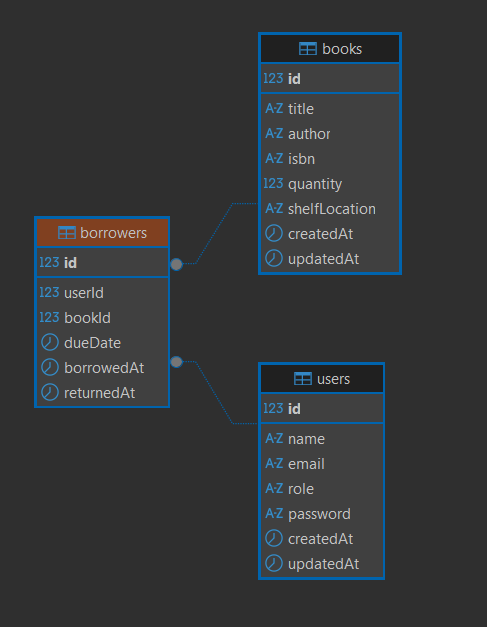 books
123 id
A-Z title
A-Z author
A-Z isbn
123 quantity
A-Z shelfLocation
createdAt
updatedAt
borrowers
123 id
123 userId
123 bookId
dueDate
borrowedAt
returnedAt
users
123 id
A-Z name
A-Z email
A-Z role
A-Z password
createdAt
updatedAt